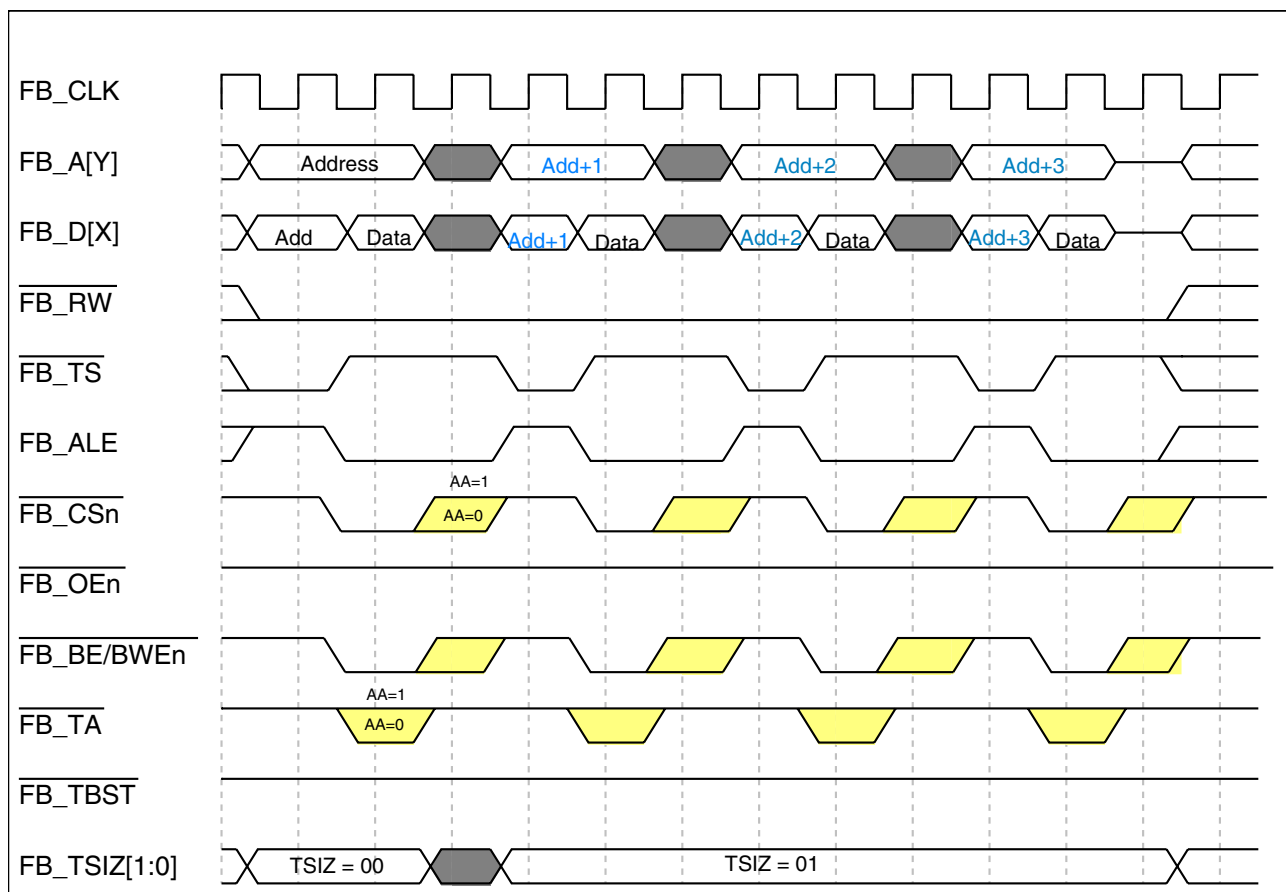 FB_CLK
FB_A[Y] Address Add+1 Add+2 Add+3
FB_D[X] Add Data Add+1 Data Add+2 Data Add+3 Data
FB_RW
FB_TS
FB_ALE
AA=1
FB_CSn AA=0
FB_OEn
FB_BE/BWEn
AA=1
FB_TA AA=0
FB_TBST
FB_TSIZ[1:0] TSIZ = 00 TSIZ = 01